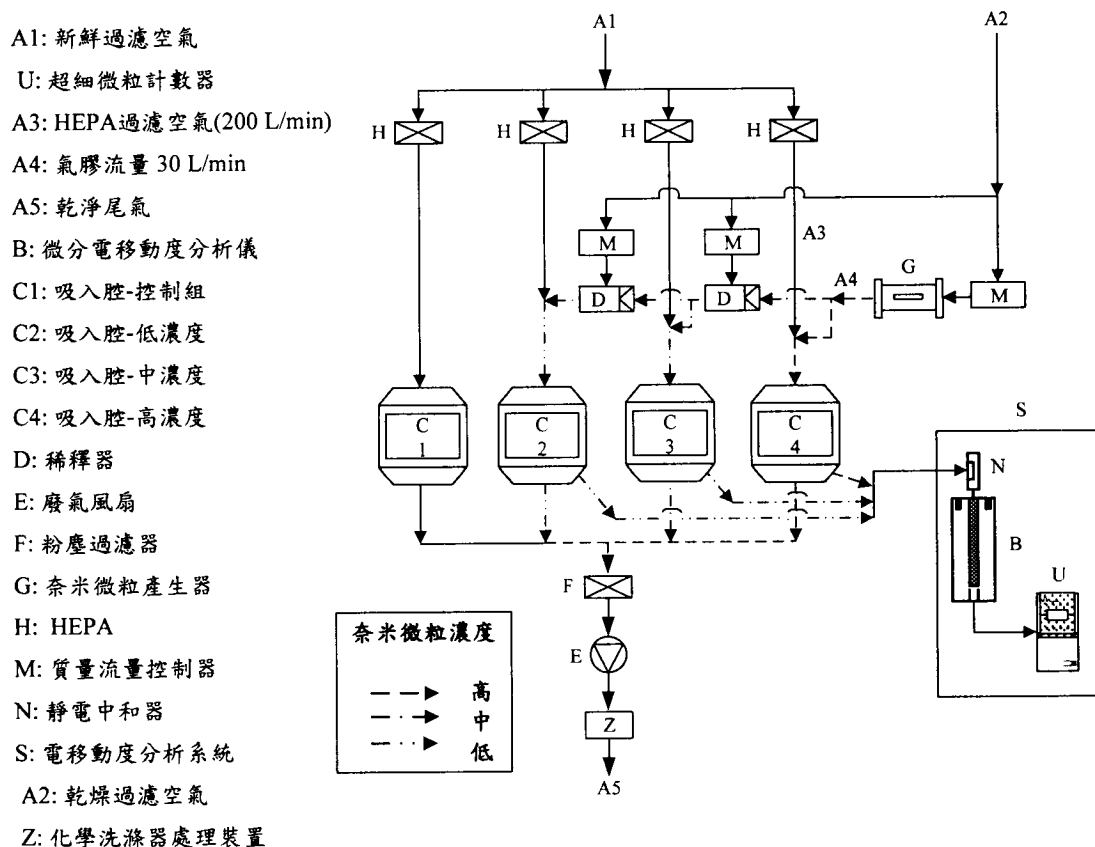 A1: 新鮮過濾空氣
U: 超細微粒計數器
A3: HEPA過濾空氣(200 L/min)
A4: 氣膠流量 30 L/min
A5: 乾淨尾氣
B: 微分電移動度分析儀
C1: 吸入腔-控制組
C2: 吸入腔-低濃度
C3: 吸入腔-中濃度
C4: 吸入腔-高濃度
D: 稀釋器
E: 廢氣風扇
F: 粉塵過濾器
G: 奈米微粒產生器
H: HEPA
M: 質量流量控制器
N: 靜電中和器
S: 電移動度分析系統
A2: 乾燥過濾空氣
Z: 化學洗滌器處理裝置
A1
A2
H
H
H
H
M
M
A3
A4
G
D
D
M
C
1
C
2
C
3
C
4
S
N
B
U
F
E
Z
A5
奈米微粒濃度
高
中
低